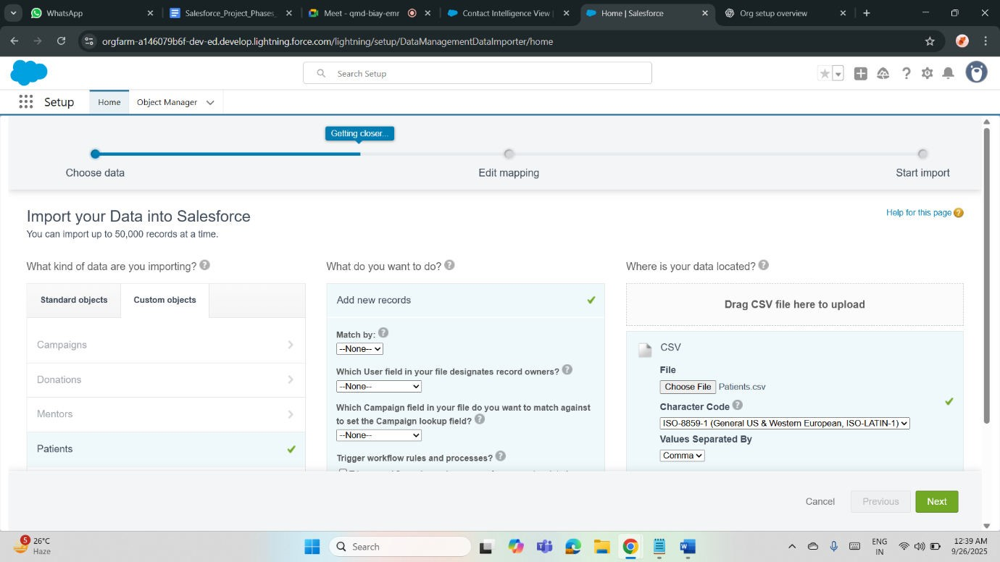 WhatsApp
Salesforce_Project_Phases_
Meet - qmd-biay-emr
Contact Intelligence View |
Home | Salesforce
Org setup overview
orgfarm-a146079b6f-dev-ed.develop.lightning.force.com/lightning/setup/DataManagementDataImporter/home
Search Setup
Setup
Home
Object Manager
Getting closer...
Choose data
Edit mapping
Start import
Import your Data into Salesforce
Help for this page
You can import up to 50,000 records at a time.
What kind of data are you importing?
Standard objects
Custom objects
Campaigns
Donations
Mentors
Patients
What do you want to do?
Add new records
Match by:
--None--
Which User field in your file designates record owners?
--None--
Which Campaign field in your file do you want to match against
to set the Campaign lookup field?
--None--
Trigger workflow rules and processes?
Where is your data located?
Drag CSV file here to upload
CSV
File
Choose File Patients.csv
Character Code
ISO-8859-1 (General US & Western European, ISO-LATIN-1)
Values Separated By
Comma
Cancel
Previous
Next
5
26°C
Haze
Search
ENG
IN
12:39 AM
9/26/2025